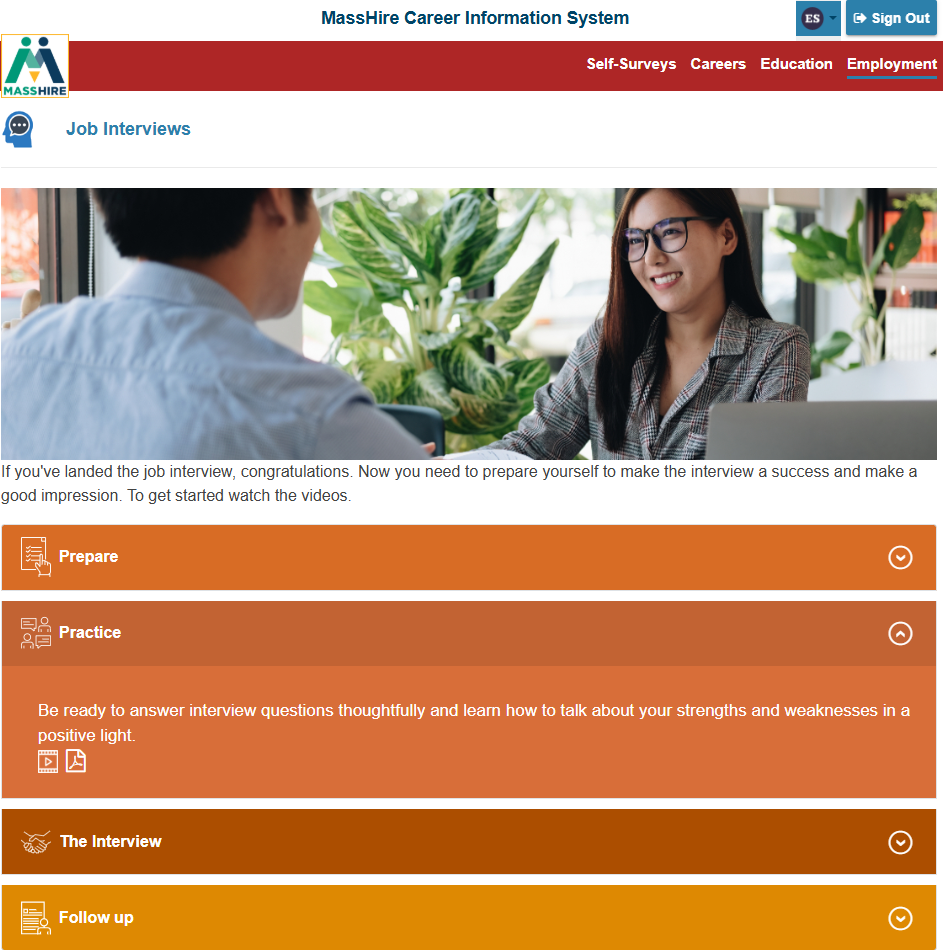 MassHire Career Information System
ES
Sign Out
MASSHIRE
Self-Surveys Careers Education Employment
Job Interviews
If you've landed the job interview, congratulations. Now you need to prepare yourself to make the interview a success and make a
good impression. To get started watch the videos.
Prepare
Practice
Be ready to answer interview questions thoughtfully and learn how to talk about your strengths and weaknesses in a
positive light.
The Interview
Follow up